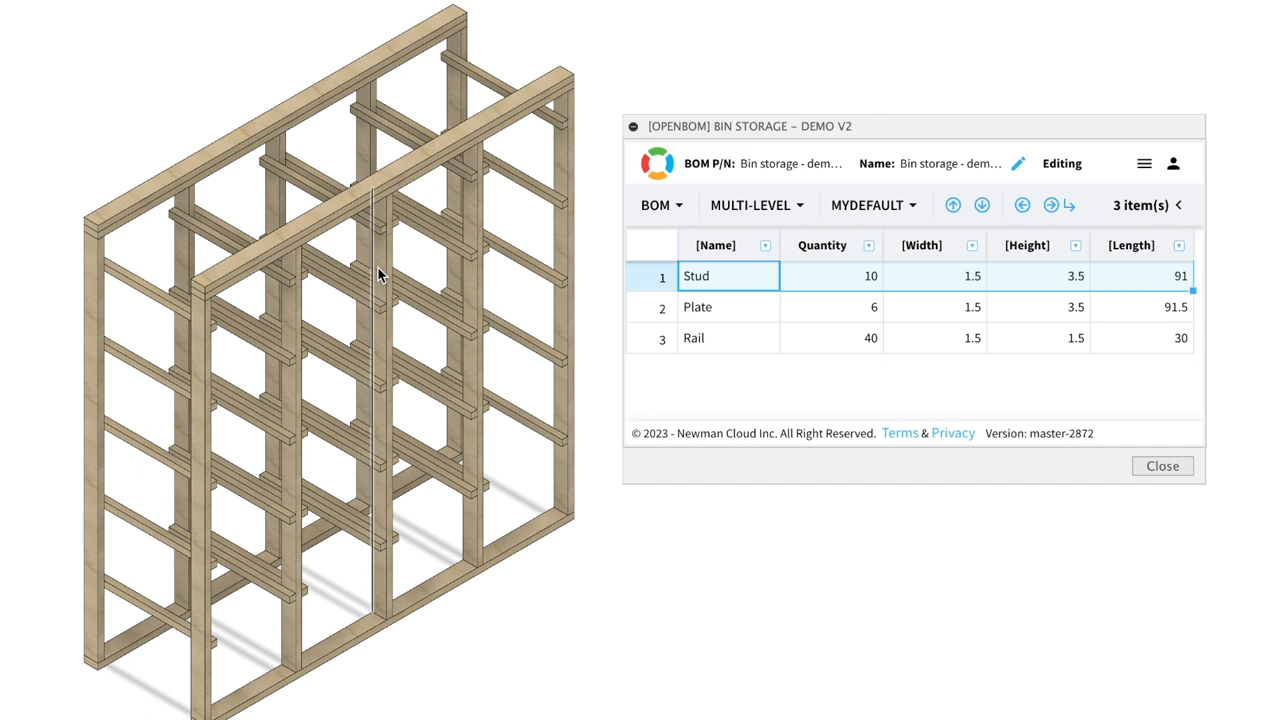 [OPENBOM] BIN STORAGE – DEMO V2
BOM P/N: Bin storage - dem... Name: Bin storage - dem... Editing
BOM MULTI-LEVEL MYDEFAULT 3 item(s)
[Name] Quantity [Width] [Height] [Length]
1 Stud 10 1.5 3.5 91
2 Plate 6 1.5 3.5 91.5
3 Rail 40 1.5 1.5 30
© 2023 - Newman Cloud Inc. All Right Reserved. Terms & Privacy Version: master-2872
Close